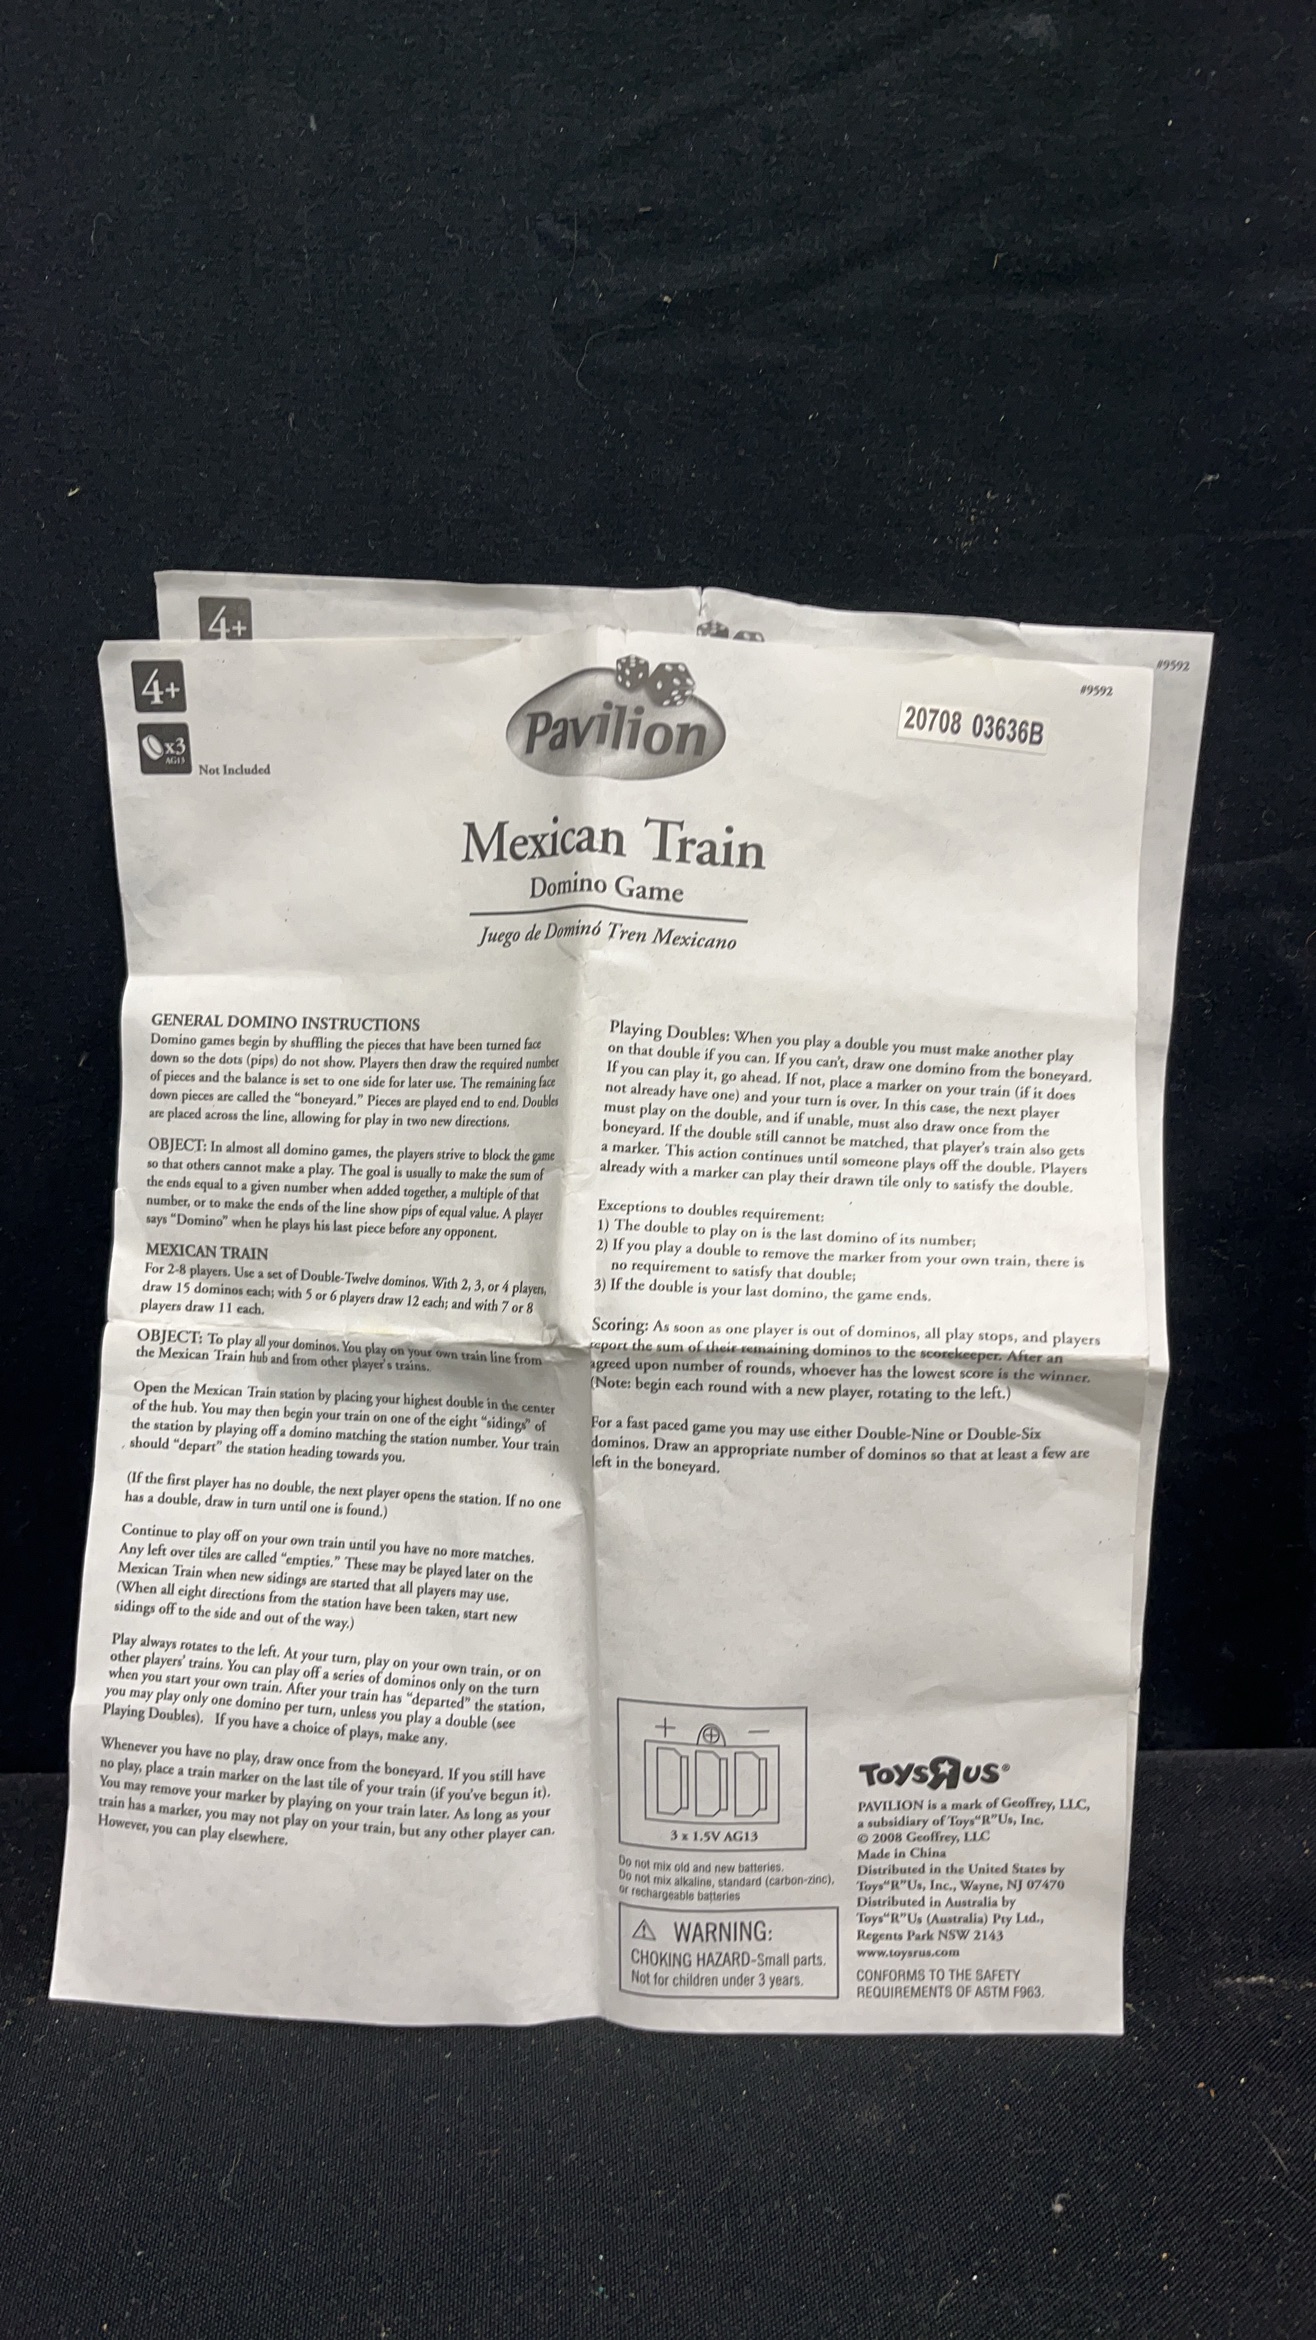 4+
#9592
4+
#9592
Pavilion
20708 03636B
x3
AG13
Not Included
Mexican Train
Domino Game
Juego de Dominó Tren Mexicano
GENERAL DOMINO INSTRUCTIONS
Domino games begin by shuffling the pieces that have been turned face
down so the dots (pips) do not show. Players then draw the required number
of pieces and the balance is set to one side for later use. The remaining face
down pieces are called the “boneyard.” Pieces are played end to end. Doubles
are placed across the line, allowing for play in two new directions.
OBJECT: In almost all domino games, the players strive to block the game
so that others cannot make a play. The goal is usually to make the sum of
the ends equal to a given number when added together, a multiple of that
number, or to make the ends of the line show pips of equal value. A player
says “Domino” when he plays his last piece before any opponent.
MEXICAN TRAIN
For 2-8 players. Use a set of Double-Twelve dominos. With 2, 3, or 4 players,
draw 15 dominos each; with 5 or 6 players draw 12 each; and with 7 or 8
players draw 11 each.
OBJECT: To play all your dominos. You play on your own train line from
the Mexican Train hub and from other player's trains.
Open the Mexican Train station by placing your highest double in the center
of the hub. You may then begin your train on one of the eight “sidings” of
the station by playing off a domino matching the station number. Your train
should “depart” the station heading towards you.
(If the first player has no double, the next player opens the station. If no one
has a double, draw in turn until one is found.)
Continue to play off on your own train until you have no more matches.
Any left over tiles are called “empties.” These may be played later on the
Mexican Train when new sidings are started that all players may use.
(When all eight directions from the station have been taken, start new
sidings off to the side and out of the way.)
Play always rotates to the left. At your turn, play on your own train, or on
other players' trains. You can play off a series of dominos only on the turn
when you start your own train. After your train has “departed” the station,
you may play only one domino per turn, unless you play a double (see
Playing Doubles). If you have a choice of plays, make any.
Whenever you have no play, draw once from the boneyard. If you still have
no play, place a train marker on the last tile of your train (if you've begun it).
You may remove your marker by playing on your train later. As long as your
train has a marker, you may not play on your train, but any other player can.
However, you can play elsewhere.
Playing Doubles: When you play a double you must make another play
on that double if you can. If you can't, draw one domino from the boneyard.
If you can play it, go ahead. If not, place a marker on your train (if it does
not already have one) and your turn is over. In this case, the next player
must play on the double, and if unable, must also draw once from the
boneyard. If the double still cannot be matched, that player's train also gets
a marker. This action continues until someone plays off the double. Players
already with a marker can play their drawn tile only to satisfy the double.
Exceptions to doubles requirement:
1) The double to play on is the last domino of its number;
2) If you play a double to remove the marker from your own train, there is
no requirement to satisfy that double;
3) If the double is your last domino, the game ends.
Scoring: As soon as one player is out of dominos, all play stops, and players
report the sum of their remaining dominos to the scorekeeper. After an
agreed upon number of rounds, whoever has the lowest score is the winner.
(Note: begin each round with a new player, rotating to the left.)
For a fast paced game you may use either Double-Nine or Double-Six
dominos. Draw an appropriate number of dominos so that at least a few are
left in the boneyard.
+ −
3 x 1.5V AG13
Do not mix old and new batteries.
Do not mix alkaline, standard (carbon-zinc),
or rechargeable batteries
WARNING:
CHOKING HAZARD-Small parts.
Not for children under 3 years.
TOYSRUS®
PAVILION is a mark of Geoffrey, LLC,
a subsidiary of Toys“R”Us, Inc.
© 2008 Geoffrey, LLC
Made in China
Distributed in the United States by
Toys“R”Us, Inc., Wayne, NJ 07470
Distributed in Australia by
Toys“R”Us (Australia) Pty Ltd.,
Regents Park NSW 2143
www.toysrus.com
CONFORMS TO THE SAFETY
REQUIREMENTS OF ASTM F963.